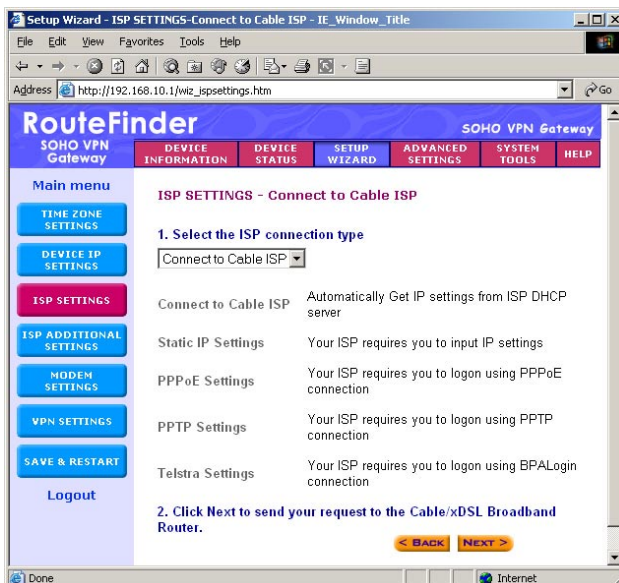 Setup Wizard - ISP SETTINGS-Connect to Cable ISP - IE_Window_Title
File Edit View Favorites Tools Help
Address http://192.168.10.1/wiz_ispsettings.htm Go
RouteFinder
SOHO VPN Gateway
SOHO VPN
Gateway
DEVICE
INFORMATION
DEVICE
STATUS
SETUP
WIZARD
ADVANCED
SETTINGS
SYSTEM
TOOLS
HELP
Main menu
TIME ZONE
SETTINGS
DEVICE IP
SETTINGS
ISP SETTINGS
ISP ADDITIONAL
SETTINGS
MODEM
SETTINGS
VPN SETTINGS
SAVE & RESTART
Logout
ISP SETTINGS - Connect to Cable ISP
1. Select the ISP connection type
Connect to Cable ISP
Connect to Cable ISP
Automatically Get IP settings from ISP DHCP
server
Static IP Settings
Your ISP requires you to input IP settings
PPPoE Settings
Your ISP requires you to logon using PPPoE
connection
PPTP Settings
Your ISP requires you to logon using PPTP
connection
Telstra Settings
Your ISP requires you to logon using BPALogin
connection
2. Click Next to send your request to the Cable/xDSL Broadband
Router.
< BACK NEXT >
Done
Internet